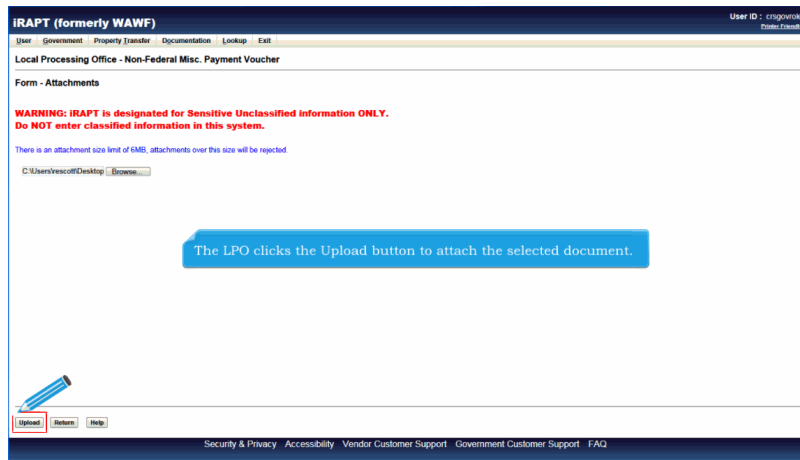 iRAPT (formerly WAWF)
User ID : crsgovrok
Printer Friendl
User Government Property Transfer Documentation Lookup Exit
Local Processing Office - Non-Federal Misc. Payment Voucher
Form - Attachments
WARNING: iRAPT is designated for Sensitive Unclassified information ONLY.
Do NOT enter classified information in this system.
There is an attachment size limit of 6MB, attachments over this size will be rejected.
C:\Users\rescott\Desktop Browse...
The LPO clicks the Upload button to attach the selected document.
Upload Return Help
Security & Privacy Accessibility Vendor Customer Support Government Customer Support FAQ